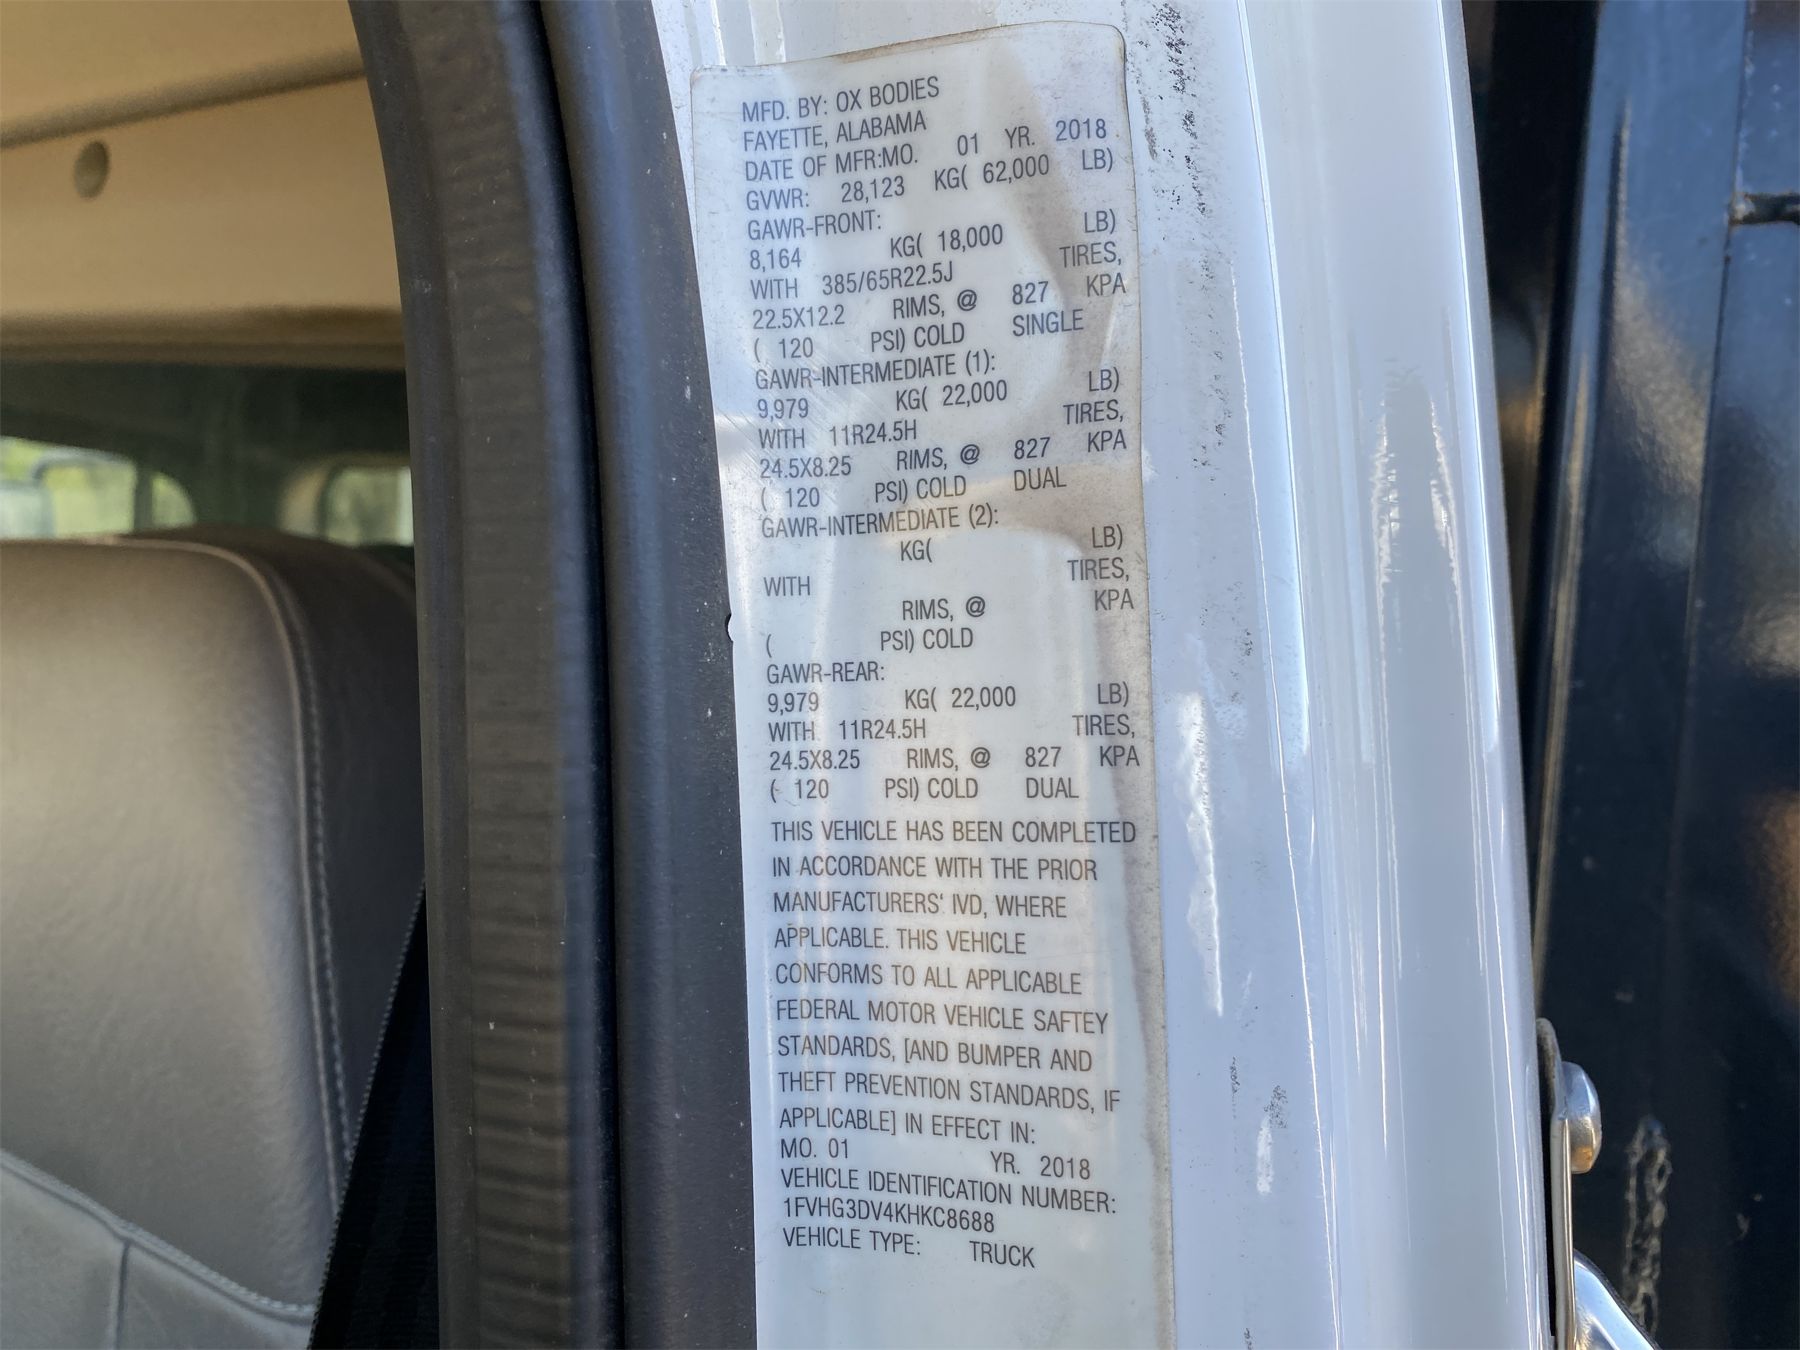 MFD. BY: OX BODIES
FAYETTE, ALABAMA
DATE OF MFR:MO. 01 YR. 2018
GVWR: 28,123 KG( 62,000 LB)
GAWR-FRONT:
8,164 KG( 18,000 LB)
WITH 385/65R22.5J TIRES,
22.5X12.2 RIMS, @ 827 KPA
( 120 PSI) COLD SINGLE
GAWR-INTERMEDIATE (1):
9,979 KG( 22,000 LB)
WITH 11R24.5H TIRES,
24.5X8.25 RIMS, @ 827 KPA
( 120 PSI) COLD DUAL
GAWR-INTERMEDIATE (2):
KG( LB)
WITH TIRES,
RIMS, @ KPA
( PSI) COLD
GAWR-REAR:
9,979 KG( 22,000 LB)
WITH 11R24.5H TIRES,
24.5X8.25 RIMS, @ 827 KPA
( 120 PSI) COLD DUAL
THIS VEHICLE HAS BEEN COMPLETED
IN ACCORDANCE WITH THE PRIOR
MANUFACTURERS' IVD, WHERE
APPLICABLE. THIS VEHICLE
CONFORMS TO ALL APPLICABLE
FEDERAL MOTOR VEHICLE SAFTEY
STANDARDS, [AND BUMPER AND
THEFT PREVENTION STANDARDS, IF
APPLICABLE] IN EFFECT IN:
MO. 01 YR. 2018
VEHICLE IDENTIFICATION NUMBER:
1FVHG3DV4KHKC8688
VEHICLE TYPE: TRUCK